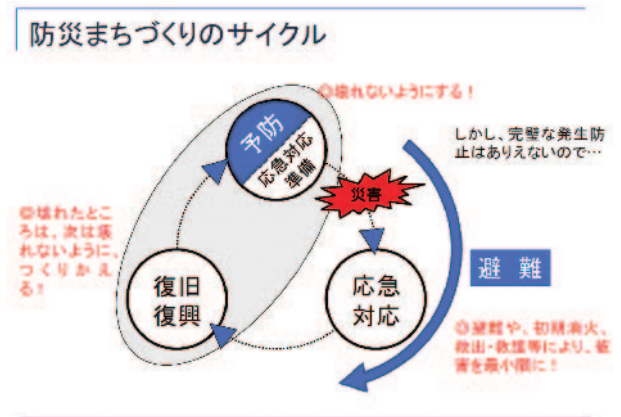 防災まちづくりのサイクル
◎壊れないようにする！
予防
応急対応
準備
しかし、完璧な発生防
止はありえないので…
災害
◎壊れたとこ
ろは、次は壊
れないように、
つくりかえ
る！
避 難
復旧
復興
応急
対応
◎避難や、初期消火、
救出・救護等により、被
害を最小限に！